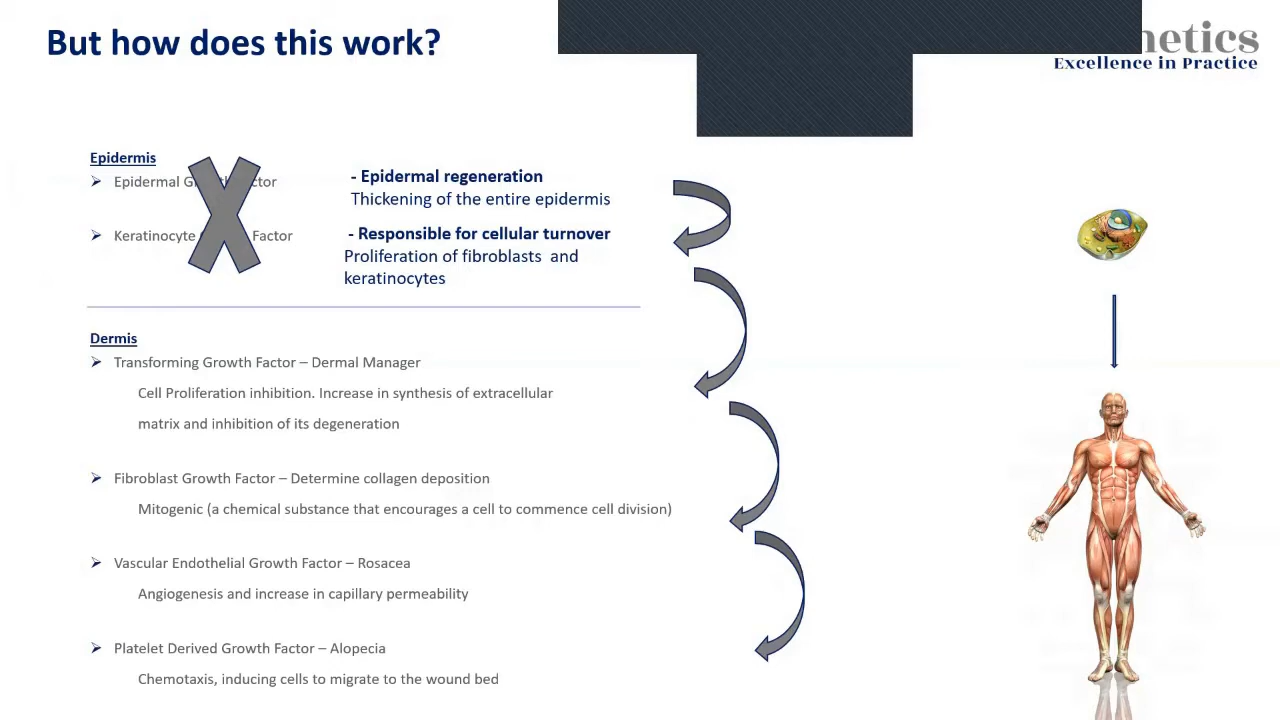 But how does this work?
Excellence in Practice
Epidermis
Epidermal
- Epidermal regeneration
Thickening of the entire epidermis
Keratinocyte Factor
- Responsible for cellular turnover
Proliferation of fibroblasts and
keratinocytes
Dermis
Transforming Growth Factor – Dermal Manager
Cell Proliferation inhibition. Increase in synthesis of extracellular
matrix and inhibition of its degeneration
Fibroblast Growth Factor – Determine collagen deposition
Mitogenic (a chemical substance that encourages a cell to commence cell division)
Vascular Endothelial Growth Factor – Rosacea
Angiogenesis and increase in capillary permeability
Platelet Derived Growth Factor – Alopecia
Chemotaxis, inducing cells to migrate to the wound bed